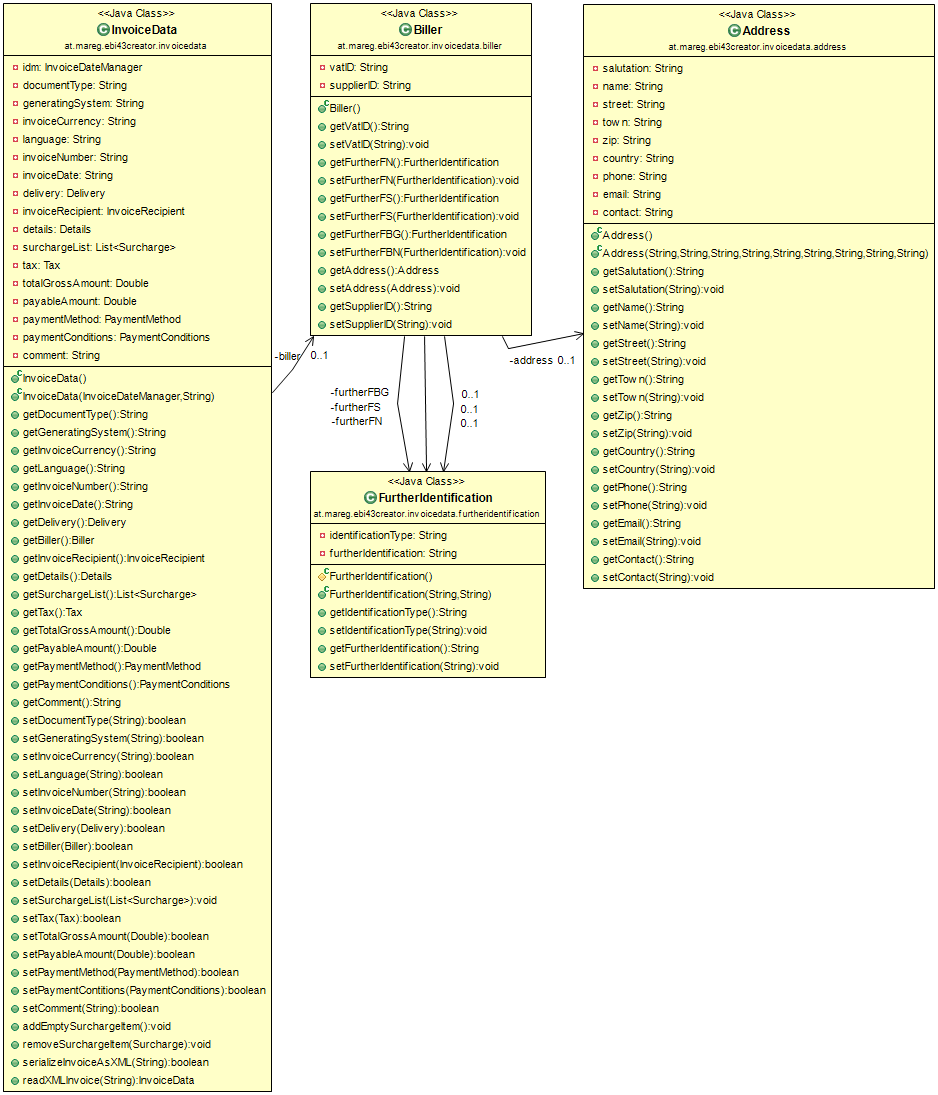 <<Java Class>>
InvoiceData
at.mareg.ebi43creator.invoicedata
idm: InvoiceDateManager
documentType: String
generatingSystem: String
invoiceCurrency: String
language: String
invoiceNumber: String
invoiceDate: String
delivery: Delivery
invoiceRecipient: InvoiceRecipient
details: Details
surchargeList: List<Surcharge>
tax: Tax
totalGrossAmount: Double
payableAmount: Double
paymentMethod: PaymentMethod
paymentConditions: PaymentConditions
comment: String
InvoiceData()
InvoiceData(InvoiceDateManager,String)
getDocumentType():String
getGeneratingSystem():String
getInvoiceCurrency():String
getLanguage():String
getInvoiceNumber():String
getInvoiceDate():String
getDelivery():Delivery
getBiller():Biller
getInvoiceRecipient():InvoiceRecipient
getDetails():Details
getSurchargeList():List<Surcharge>
getTax():Tax
getTotalGrossAmount():Double
getPayableAmount():Double
getPaymentMethod():PaymentMethod
getPaymentConditions():PaymentConditions
getComment():String
setDocumentType(String):boolean
setGeneratingSystem(String):boolean
setInvoiceCurrency(String):boolean
setLanguage(String):boolean
setInvoiceNumber(String):boolean
setInvoiceDate(String):boolean
setDelivery(Delivery):boolean
setBiller(Biller):boolean
setInvoiceRecipient(InvoiceRecipient):boolean
setDetails(Details):boolean
setSurchargeList(List<Surcharge>):void
setTax(Tax):boolean
setTotalGrossAmount(Double):boolean
setPayableAmount(Double):boolean
setPaymentMethod(PaymentMethod):boolean
setPaymentContitions(PaymentConditions):boolean
setComment(String):boolean
addEmptySurchargeItem():void
removeSurchargeItem(Surcharge):void
serializeInvoiceAsXML(String):boolean
readXMLInvoice(String):InvoiceData
-biller 0..1
<<Java Class>>
Biller
at.mareg.ebi43creator.invoicedata.biller
vatID: String
supplierID: String
Biller()
getVatID():String
setVatID(String):void
getFurtherFN():FurtherIdentification
setFurtherFN(FurtherIdentification):void
getFurtherFS():FurtherIdentification
setFurtherFS(FurtherIdentification):void
getFurtherFBG():FurtherIdentification
setFurtherFBN(FurtherIdentification):void
getAddress():Address
setAddress(Address):void
getSupplierID():String
setSupplierID(String):void
-furtherFBG 0..1
-furtherFS 0..1
-furtherFN 0..1
-address 0..1
<<Java Class>>
FurtherIdentification
at.mareg.ebi43creator.invoicedata.furtheridentification
identificationType: String
furtherIdentification: String
FurtherIdentification()
FurtherIdentification(String,String)
getIdentificationType():String
setIdentificationType(String):void
getFurtherIdentification():String
setFurtherIdentification(String):void
<<Java Class>>
Address
at.mareg.ebi43creator.invoicedata.address
salutation: String
name: String
street: String
town: String
zip: String
country: String
phone: String
email: String
contact: String
Address()
Address(String,String,String,String,String,String,String,String,String)
getSalutation():String
setSalutation(String):void
getName():String
setName(String):void
getStreet():String
setStreet(String):void
getTown():String
setTown(String):void
getZip():String
setZip(String):void
getCountry():String
setCountry(String):void
getPhone():String
setPhone(String):void
getEmail():String
setEmail(String):void
getContact():String
setContact(String):void